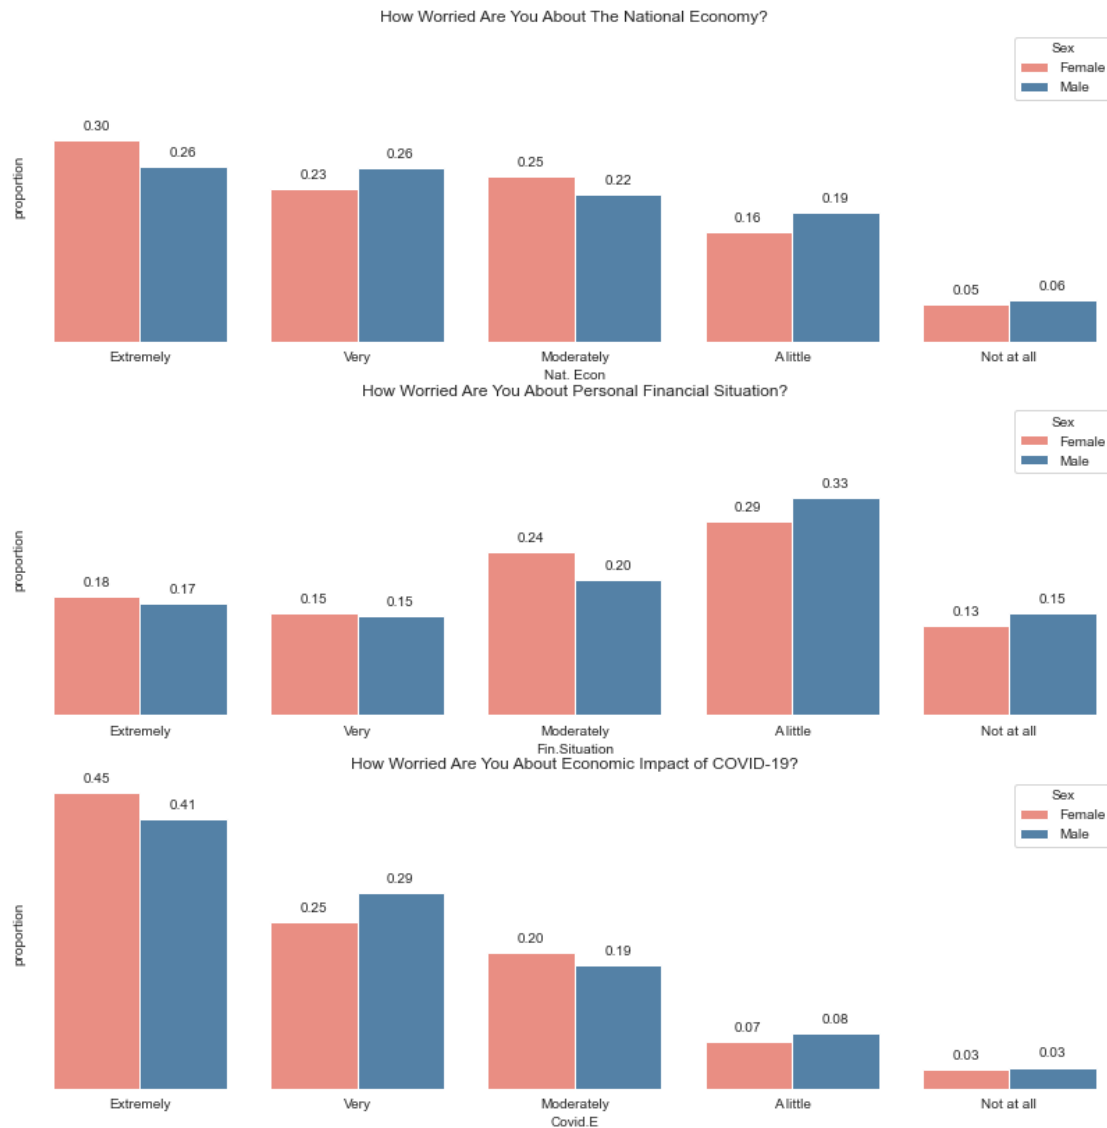 How Worried Are You About The National Economy?
Sex
Female
Male
proportion
0.30 0.26 0.23 0.26 0.25 0.22 0.16 0.19 0.05 0.06
Extremely Very Moderately A little Not at all
Nat. Econ
How Worried Are You About Personal Financial Situation?
Sex
Female
Male
proportion
0.18 0.17 0.15 0.15 0.24 0.20 0.29 0.33 0.13 0.15
Extremely Very Moderately A little Not at all
Fin.Situation
How Worried Are You About Economic Impact of COVID-19?
Sex
Female
Male
proportion
0.45 0.41 0.25 0.29 0.20 0.19 0.07 0.08 0.03 0.03
Extremely Very Moderately A little Not at all
Covid.E